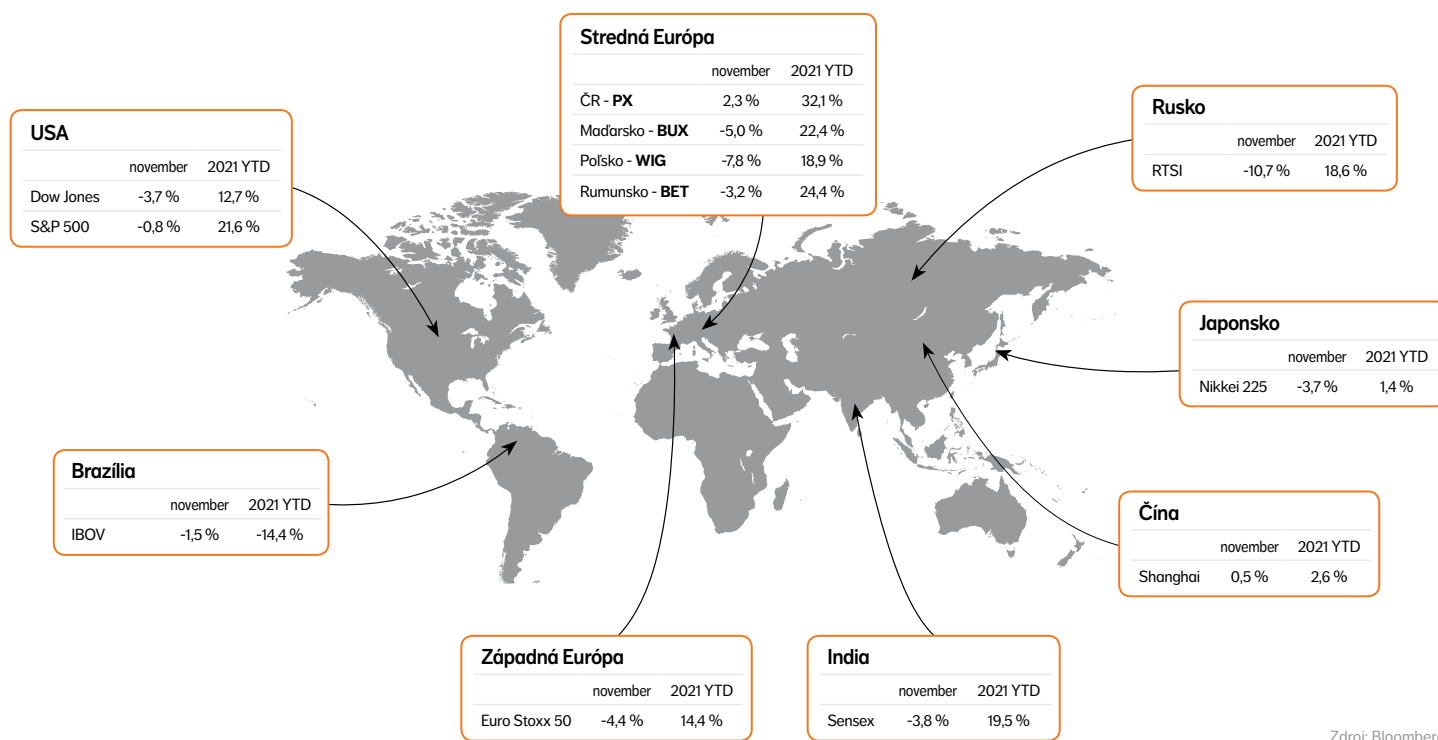 Stredná Európa
november 2021 YTD
ČR - PX 2,3 % 32,1 %
Maďarsko - BUX -5,0 % 22,4 %
Poľsko - WIG -7,8 % 18,9 %
Rumunsko - BET -3,2 % 24,4 %
USA
november 2021 YTD
Dow Jones -3,7 % 12,7 %
S&P 500 -0,8 % 21,6 %
Rusko
november 2021 YTD
RTSI -10,7 % 18,6 %
Japonsko
november 2021 YTD
Nikkei 225 -3,7 % 1,4 %
Brazília
november 2021 YTD
IBOV -1,5 % -14,4 %
Čína
november 2021 YTD
Shanghai 0,5 % 2,6 %
Západná Európa
november 2021 YTD
Euro Stoxx 50 -4,4 % 14,4 %
India
november 2021 YTD
Sensex -3,8 % 19,5 %
Zdroj: Bloomberg